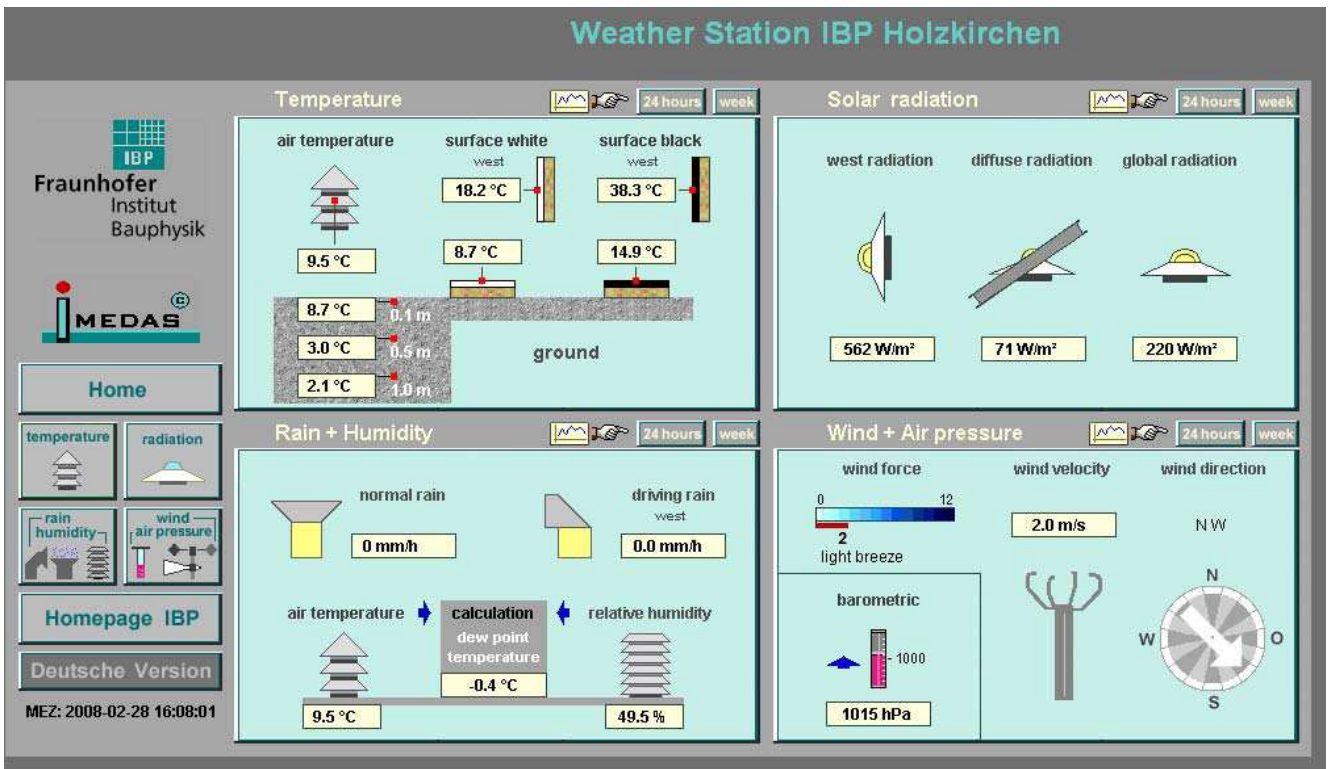 Weather Station IBP Holzkirchen
IBP
Fraunhofer
Institut
Bauphysik
iMEDAS ©
Home
temperature
radiation
rain
humidity
wind
air pressure
Homepage IBP
Deutsche Version
MEZ: 2008-02-28 16:08:01
Temperature
24 hours
week
air temperature
surface white
surface black
west
west
18.2 °C
38.3 °C
9.5 °C
8.7 °C
14.9 °C
8.7 °C
0.1 m
3.0 °C
0.5 m
ground
2.1 °C
1.0 m
Solar radiation
24 hours
week
west radiation
diffuse radiation
global radiation
562 W/m²
71 W/m²
220 W/m²
Rain + Humidity
24 hours
week
normal rain
driving rain
west
0 mm/h
0.0 mm/h
air temperature
calculation
relative humidity
dew point
temperature
-0.4 °C
9.5 °C
49.5 %
Wind + Air pressure
24 hours
week
wind force
wind velocity
wind direction
0
12
2
light breeze
2.0 m/s
N W
barometric
1000
1015 hPa
N
W
O
S